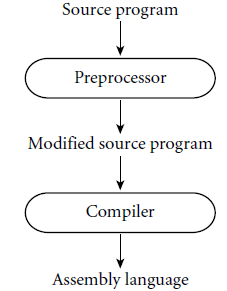 Source program
Preprocessor
Modified source program
Compiler
Assembly language